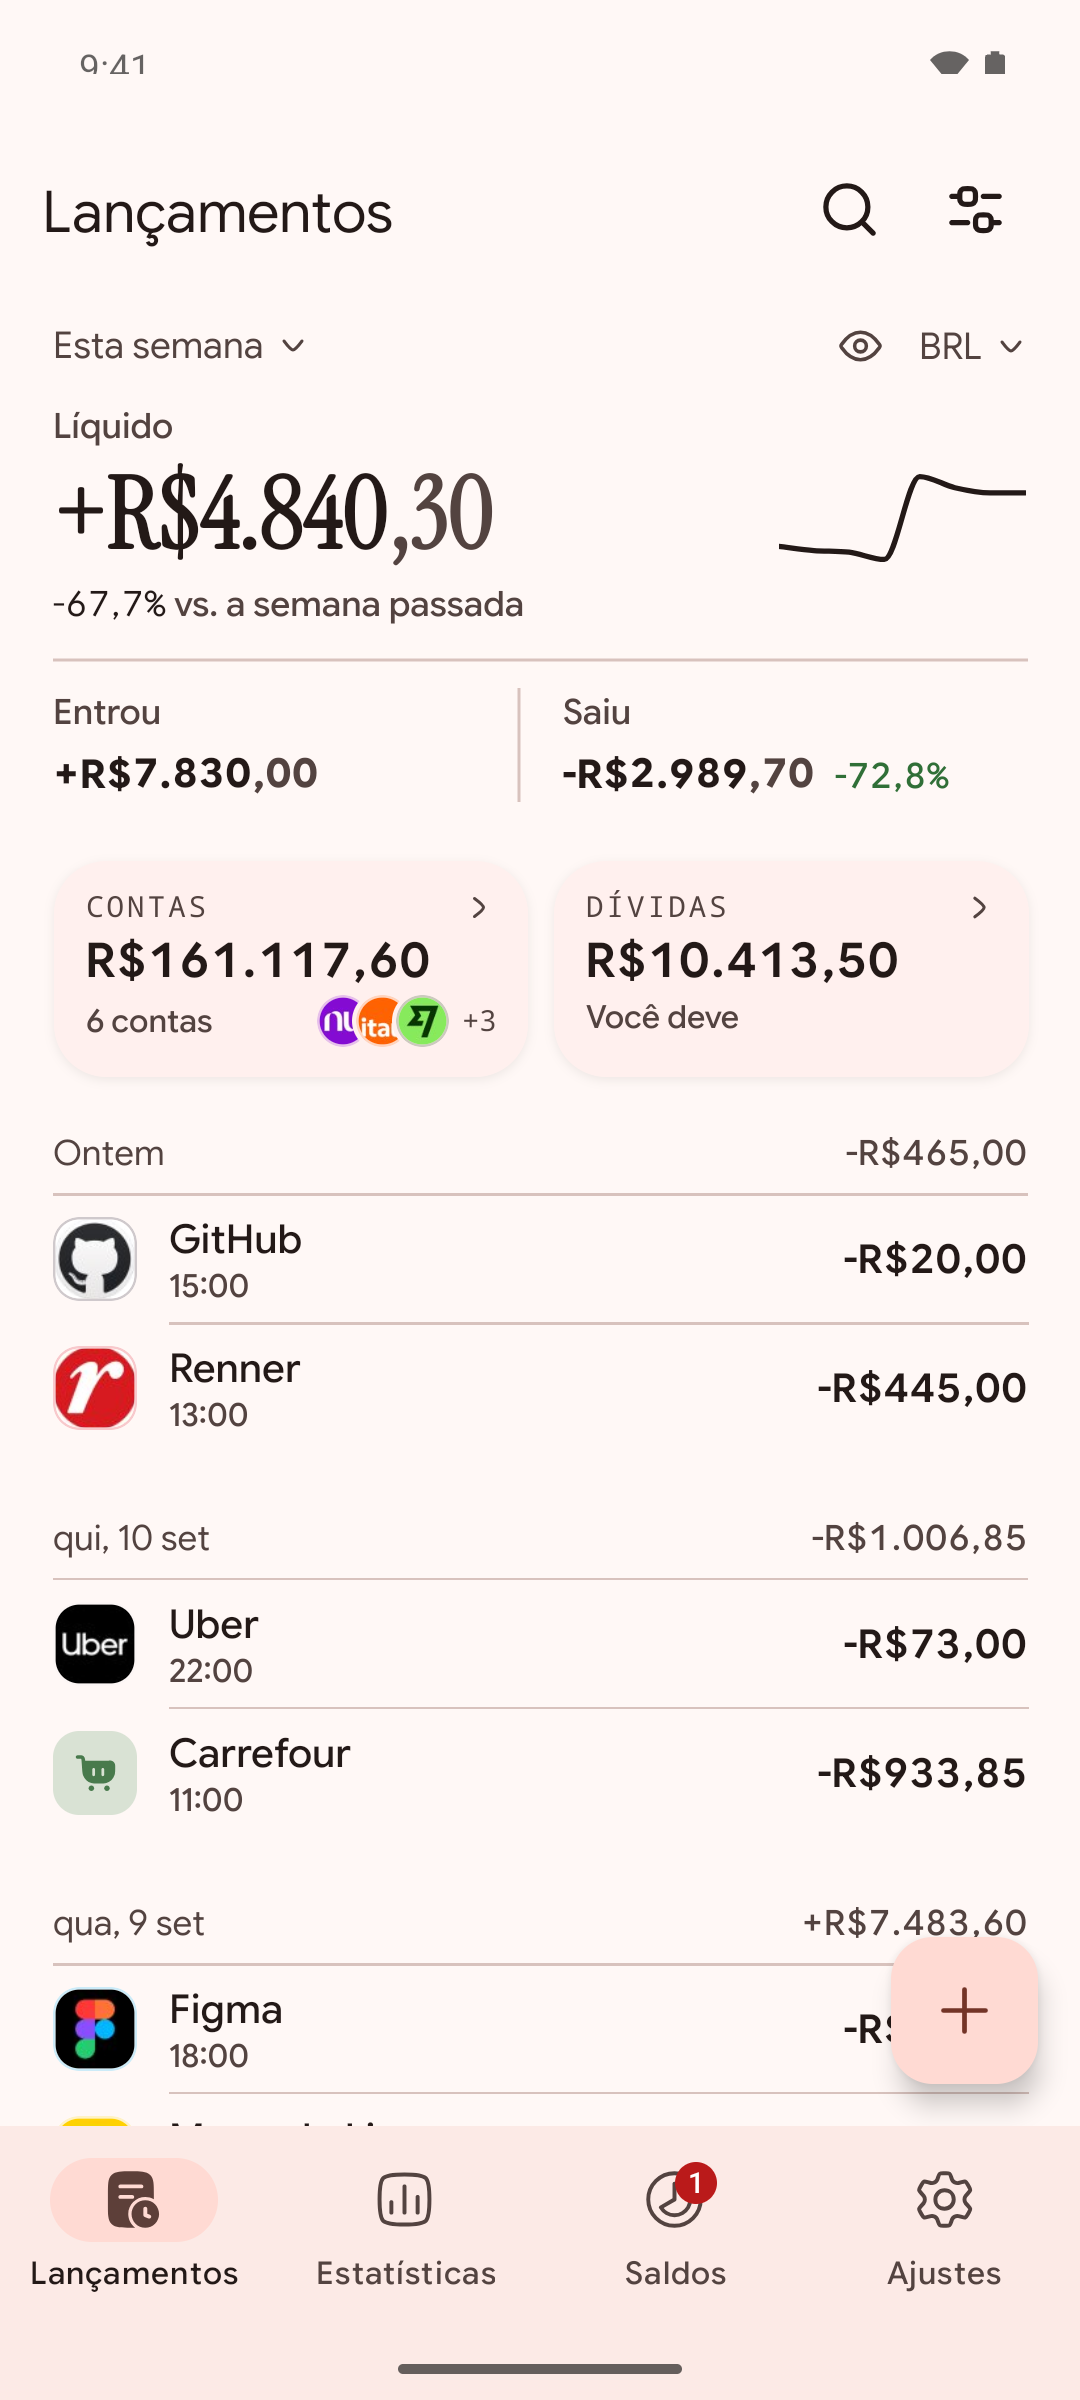 9:41
Lançamentos
Esta semana
BRL
Líquido
+R$4.840,30
-67,7% vs. a semana passada
Entrou
Saiu
+R$7.830,00
-R$2.989,70 -72,8%
CONTAS
DÍVIDAS
R$161.117,60
R$10.413,50
6 contas
nu
+3
Você deve
Ontem
-R$465,00
GitHub
-R$20,00
15:00
Renner
-R$445,00
13:00
qui, 10 set
-R$1.006,85
Uber
Uber
-R$73,00
22:00
Carrefour
-R$933,85
11:00
qua, 9 set
+R$7.483,60
Figma
18:00
1
Lançamentos
Estatísticas
Saldos
Ajustes